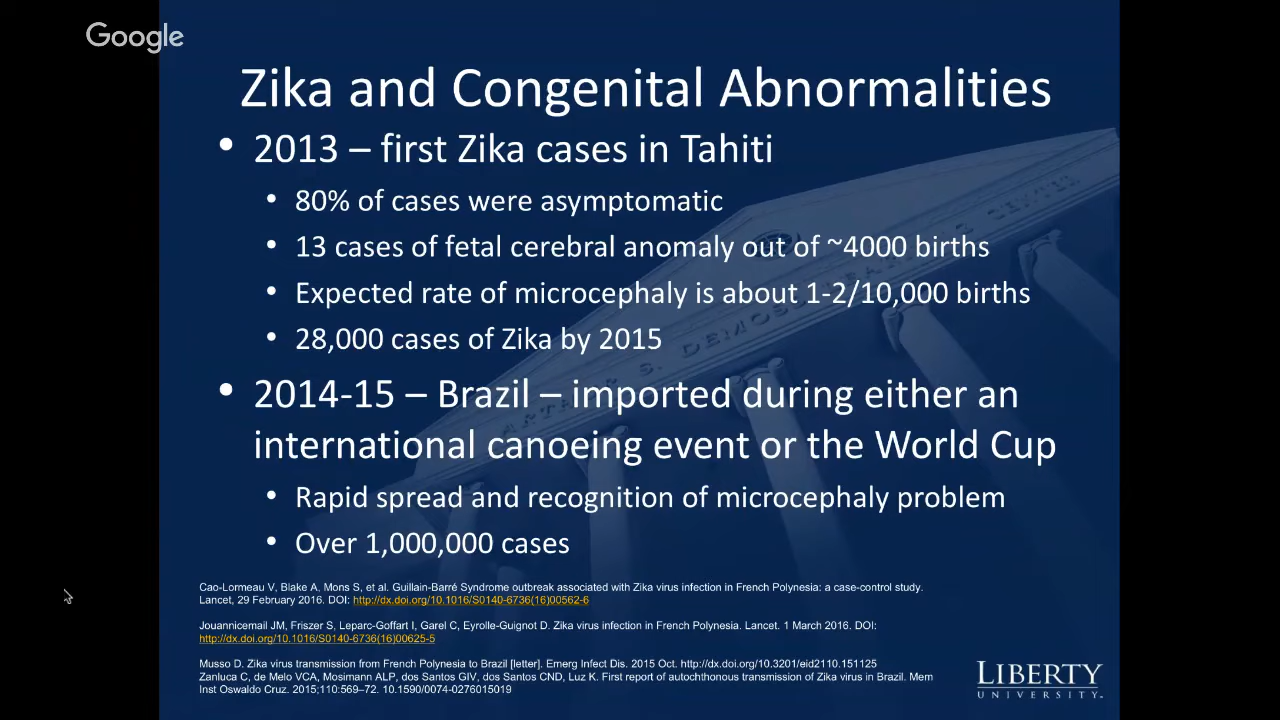 Google
Zika and Congenital Abnormalities
• 2013 – first Zika cases in Tahiti
• 80% of cases were asymptomatic
• 13 cases of fetal cerebral anomaly out of ~4000 births
• Expected rate of microcephaly is about 1-2/10,000 births
• 28,000 cases of Zika by 2015
• 2014-15 – Brazil – imported during either an
international canoeing event or the World Cup
• Rapid spread and recognition of microcephaly problem
• Over 1,000,000 cases
Cao-Lormeau V, Blake A, Mons S, et al. Guillain-Barré Syndrome outbreak associated with Zika virus infection in French Polynesia: a case-control study.
Lancet, 29 February 2016. DOI: http://dx.doi.org/10.1016/S0140-6736(16)00562-6
Jouannicemail JM, Friszer S, Leparc-Goffart I, Garel C, Eyrolle-Guignot D. Zika virus infection in French Polynesia. Lancet. 1 March 2016. DOI:
http://dx.doi.org/10.1016/S0140-6736(16)00625-5
Musso D. Zika virus transmission from French Polynesia to Brazil [letter]. Emerg Infect Dis. 2015 Oct. http://dx.doi.org/10.3201/eid2110.151125
Zanluca C, de Melo VCA, Mosimann ALP, dos Santos GIV, dos Santos CND, Luz K. First report of autochthonous transmission of Zika virus in Brazil. Mem
Inst Oswaldo Cruz. 2015;110:569–72. 10.1590/0074-0276015019
LIBERTY
UNIVERSITY